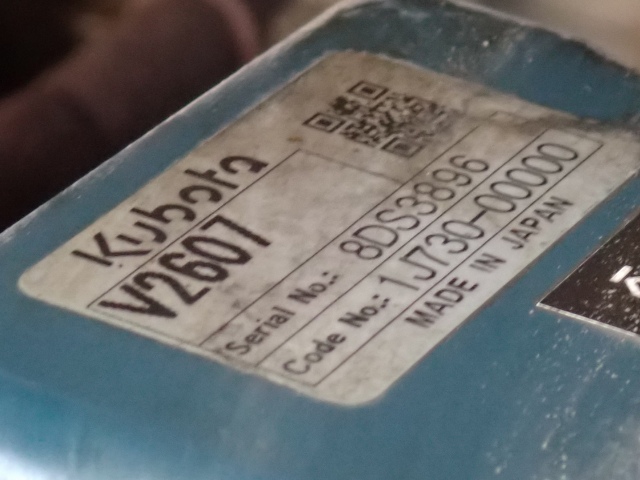 Kubota
V2607
Serial No.: 8DS3896
Code No.: 1J730-00000
MADE IN JAPAN